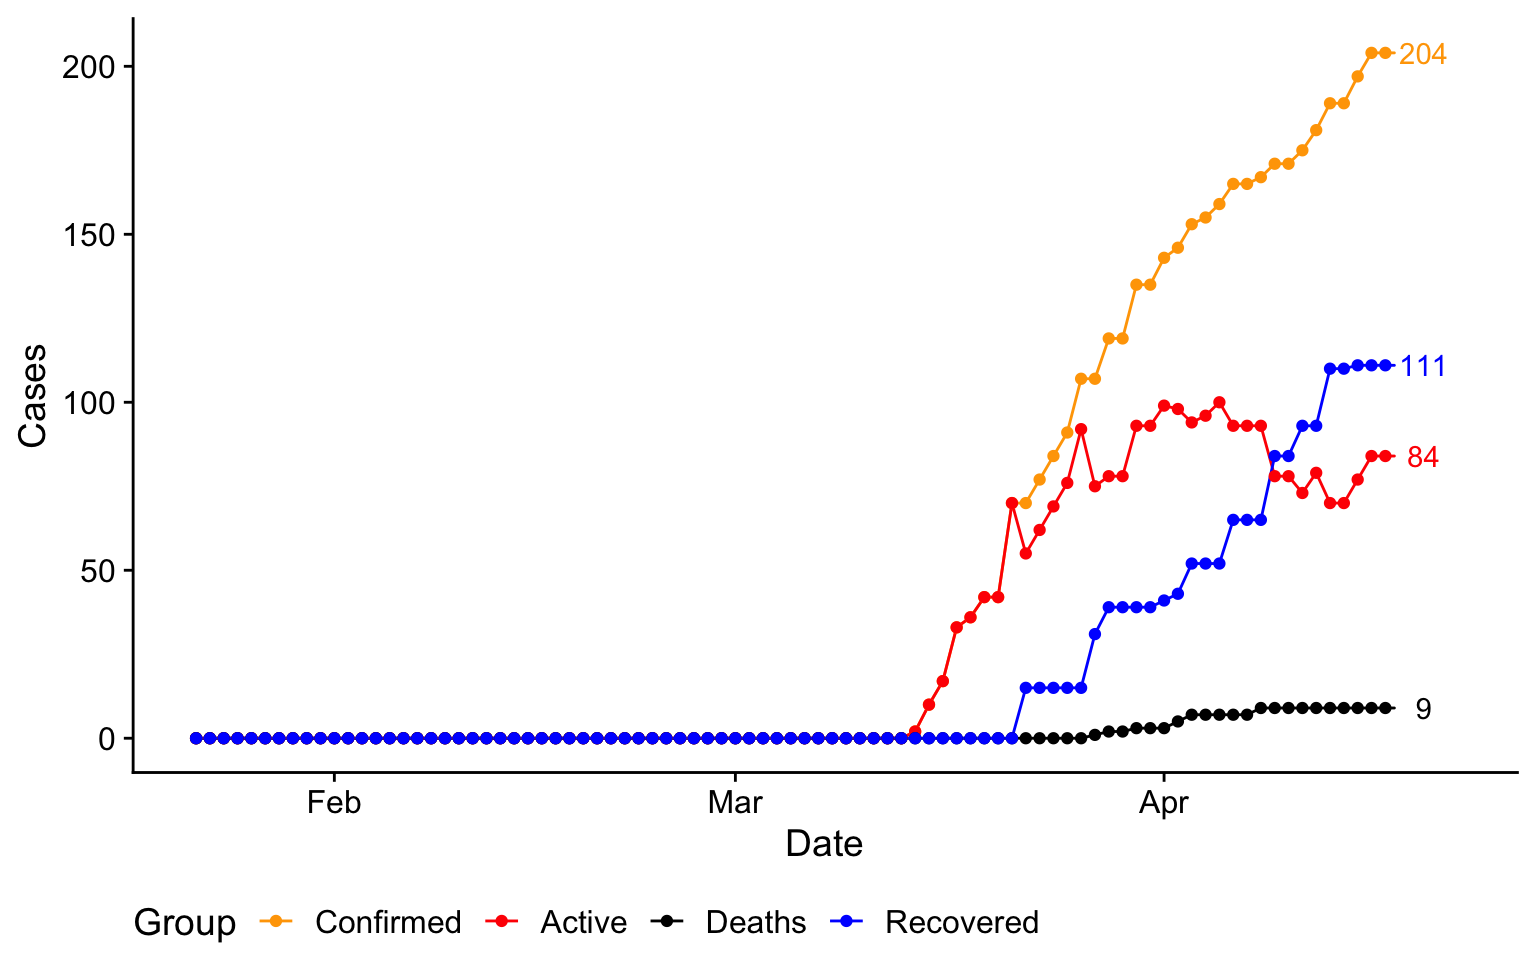 204
200
150
111
Cases
100
84
50
9
0
Feb Mar Apr
Date
Group Confirmed Active Deaths Recovered